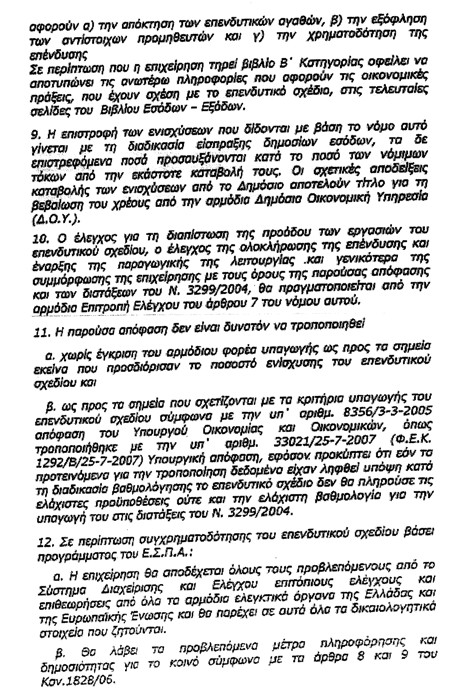 αφορούν α) την απόκτηση των επενδυτικών αγαθών, β) την εξόφληση
των αντίστοιχων προμηθευτών και γ) την χρηματοδότηση της
επένδυσης
Σε περίπτωση που η επιχείρηση τηρεί βιβλίο Β΄ Κατηγορίας οφείλει να
αποτυπώνει τις ανωτέρω πληροφορίες που αφορούν τις οικονομικές
πράξεις, που έχουν σχέση με το επενδυτικό σχέδιο, στις τελευταίες
σελίδες του Βιβλίου Εσόδων – Εξόδων.
9. Η επιστροφή των ενισχύσεων που δίδονται με βάση το νόμο αυτό
γίνεται με τη διαδικασία είσπραξης δημοσίων εσόδων, τα δε
επιστρεφόμενα ποσά προσαυξάνονται κατά το ποσό των νόμιμων
τόκων από την εκάστοτε καταβολή τους. Οι σχετικές αποδείξεις
καταβολής των ενισχύσεων από το Δημόσιο αποτελούν τίτλο για τη
βεβαίωση του χρέους από την αρμόδια Δημόσια Οικονομική Υπηρεσία
(Δ.Ο.Υ.).
10. Ο έλεγχος για τη διαπίστωση της προόδου των εργασιών του
επενδυτικού σχεδίου, ο έλεγχος της ολοκλήρωσης της επένδυσης και
έναρξης της παραγωγικής της λειτουργίας .και γενικότερα της
συμμόρφωσης της επιχείρησης με τους όρους της παρούσας απόφασης
και των διατάξεων του Ν. 3299/2004, θα πραγματοποιείται από την
αρμόδια Επιτροπή Ελέγχου του άρθρου 7 του νόμου αυτού.
11. Η παρούσα απόφαση δεν είναι δυνατόν να τροποποιηθεί
α. χωρίς έγκριση του αρμόδιου φορέα υπαγωγής ως προς τα σημεία
εκείνα που προσδιόρισαν το ποσοστό ενίσχυσης του επενδυτικού
σχεδίου και
β. ως προς τα σημεία που σχετίζονται με τα κριτήρια υπαγωγής του
επενδυτικού σχεδίου σύμφωνα με την υπ΄ αριθμ. 8356/3-3-2005
απόφαση του Υπουργού Οικονομίας και Οικονομικών, όπως
τροποποιήθηκε με την υπ΄ αριθμ. 33021/25-7-2007 (Φ.Ε.Κ.
1292/Β/25-7-2007) Υπουργική απόφαση, εφόσον προκύπτει ότι εάν τα
προτεινόμενα για την τροποποίηση δεδομένα είχαν ληφθεί υπόψη κατά
τη διαδικασία βαθμολόγησης το επενδυτικό σχέδιο δεν θα πληρούσε τις
ελάχιστες προϋποθέσεις ούτε και την ελάχιστη βαθμολογία για την
υπαγωγή του στις διατάξεις του Ν. 3299/2004.
12. Σε περίπτωση συγχρηματοδότησης του επενδυτικού σχεδίου βάσει
προγράμματος του Ε.Σ.Π.Α.:
α. Η επιχείρηση θα αποδέχεται όλους τους προβλεπόμενους από το
Σύστημα Διαχείρισης και Ελέγχου επιτόπιους ελέγχους και
επιθεωρήσεις από όλα τα αρμόδια ελεγκτικά όργανα της Ελλάδας και
της Ευρωπαϊκής Ένωσης και θα παρέχει σε αυτά όλα τα δικαιολογητικά
στοιχεία που ζητούνται.
β. Θα λάβει τα προβλεπόμενα μέτρα πληροφόρησης και
δημοσιότητας για το κοινό σύμφωνα με τα άρθρα 8 και 9 του
Καν.1828/06.